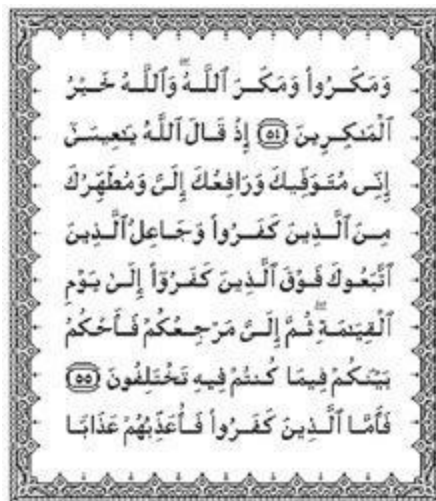 وَمَكَرُواْ وَمَكَرَ ٱللَّهُۖ وَٱللَّهُ خَيْرُ
ٱلْمَٰكِرِينَ ۝٥٤ إِذْ قَالَ ٱللَّهُ يَٰعِيسَىٰٓ
إِنِّى مُتَوَفِّيكَ وَرَافِعُكَ إِلَىَّ وَمُطَهِّرُكَ
مِنَ ٱلَّذِينَ كَفَرُواْ وَجَاعِلُ ٱلَّذِينَ
ٱتَّبَعُوكَ فَوْقَ ٱلَّذِينَ كَفَرُوٓاْ إِلَىٰ يَوْمِ
ٱلْقِيَٰمَةِۖ ثُمَّ إِلَىَّ مَرْجِعُكُمْ فَأَحْكُمُ
بَيْنَكُمْ فِيمَا كُنتُمْ فِيهِ تَخْتَلِفُونَ ۝٥٥
فَأَمَّا ٱلَّذِينَ كَفَرُواْ فَأُعَذِّبُهُمْ عَذَابًا